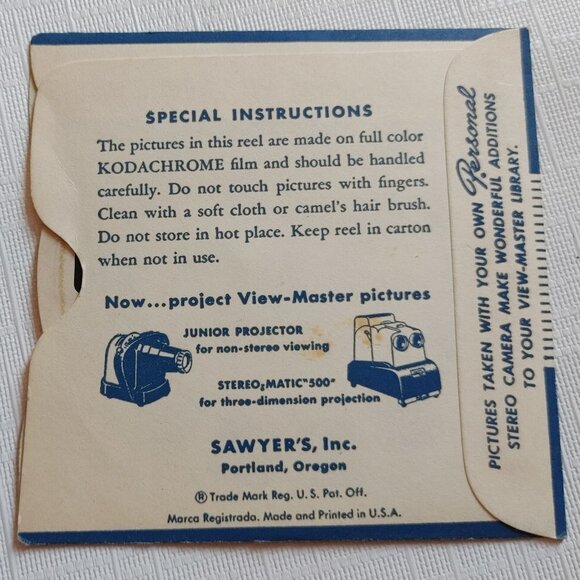 SPECIAL INSTRUCTIONS
The pictures in this reel are made on full color
KODACHROME film and should be handled
carefully. Do not touch pictures with fingers.
Clean with a soft cloth or camel's hair brush.
Do not store in hot place. Keep reel in carton
when not in use.
Now...project View-Master pictures
JUNIOR PROJECTOR
for non-stereo viewing
STEREO-MATIC "500"
for three-dimension projection
SAWYER'S, Inc.
Portland, Oregon
® Trade Mark Reg. U. S. Pat. Off.
Marca Registrada. Made and Printed in U.S.A.
PICTURES TAKEN WITH YOUR OWN Personal
STEREO CAMERA MAKE WONDERFUL ADDITIONS
TO YOUR VIEW-MASTER LIBRARY.